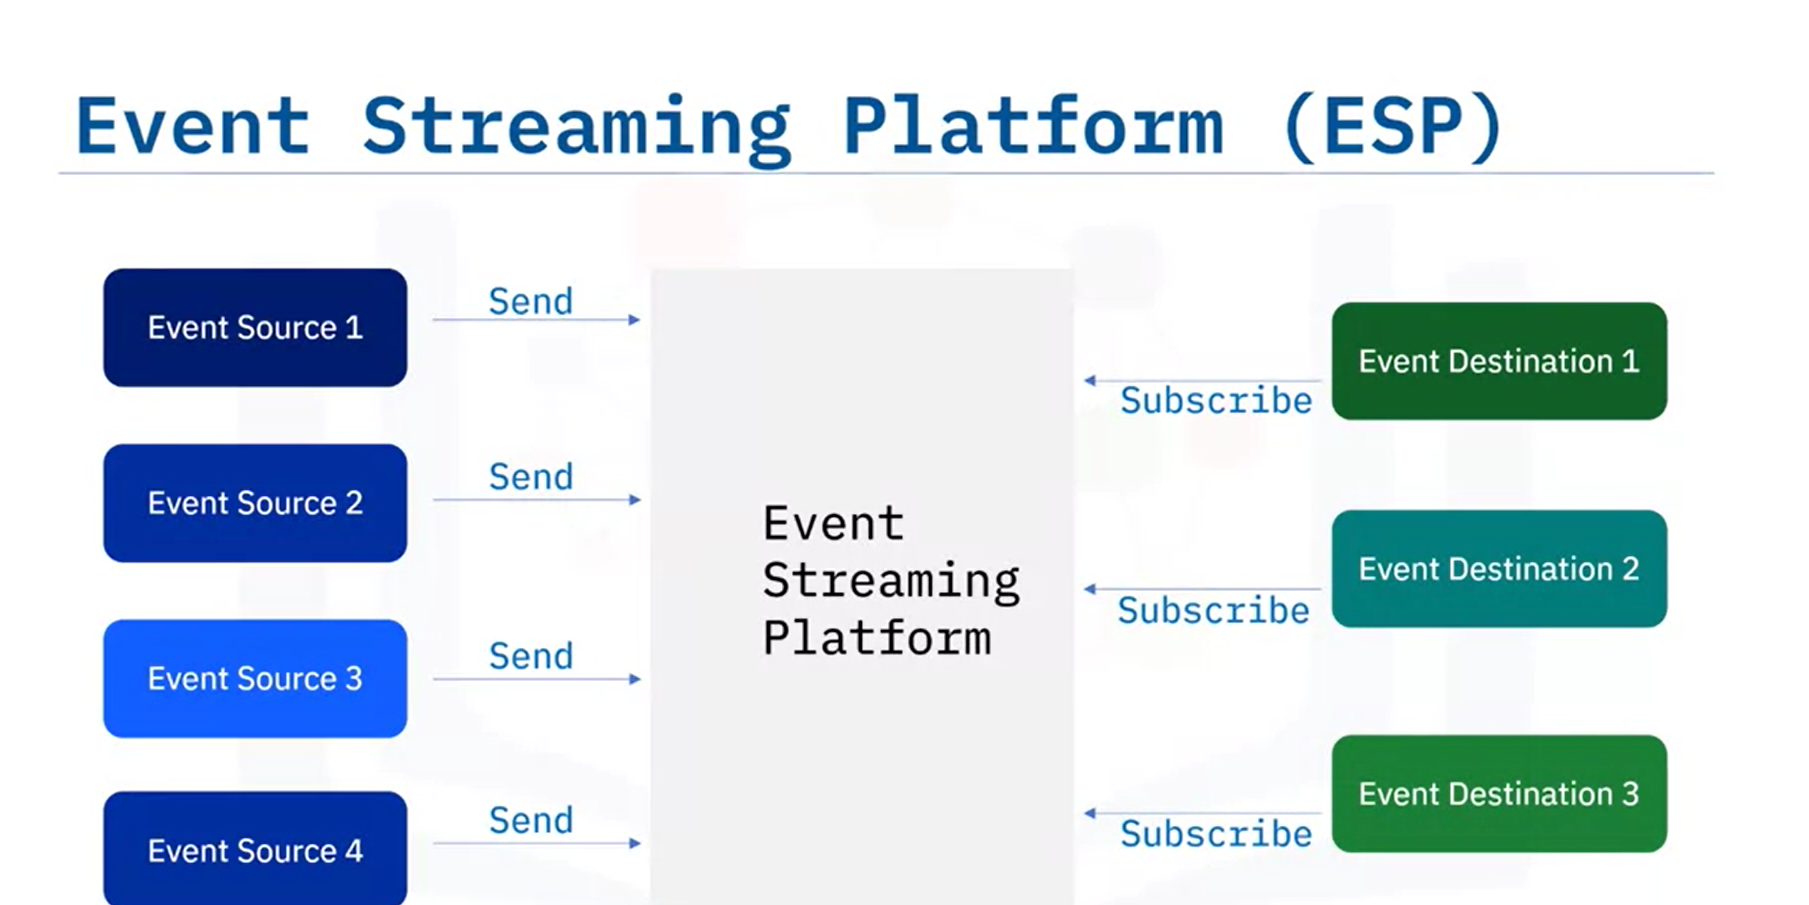 Event Streaming Platform (ESP)
Event Source 1
Send
Event Source 2
Send
Event Source 3
Send
Event Source 4
Send
Event
Streaming
Platform
Subscribe
Event Destination 1
Subscribe
Event Destination 2
Subscribe
Event Destination 3